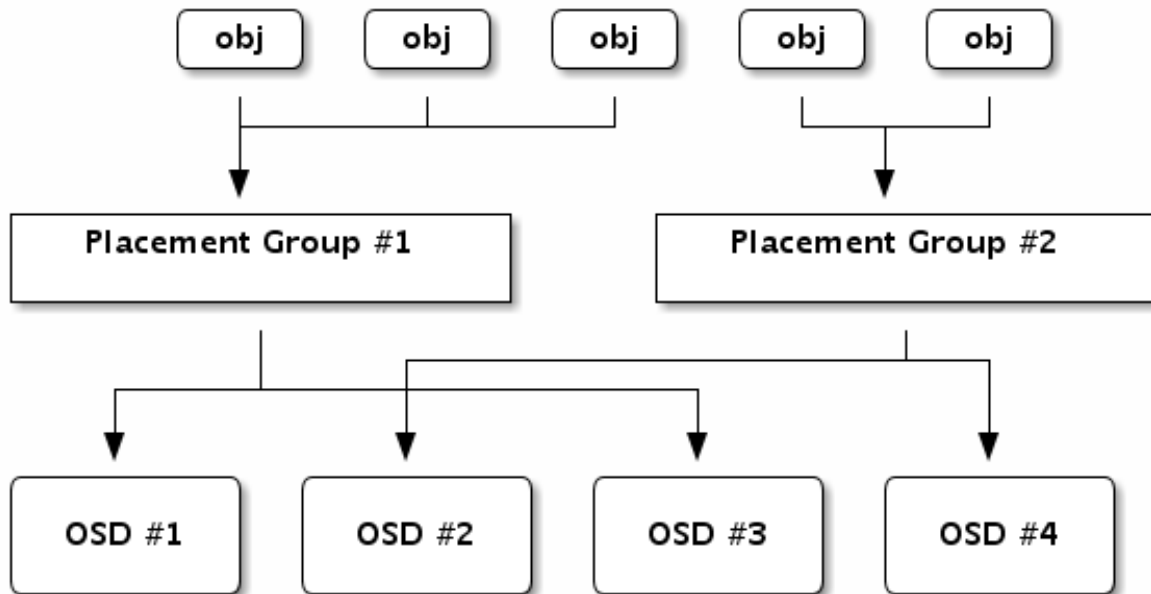 obj obj obj obj obj
Placement Group #1 Placement Group #2
OSD #1 OSD #2 OSD #3 OSD #4